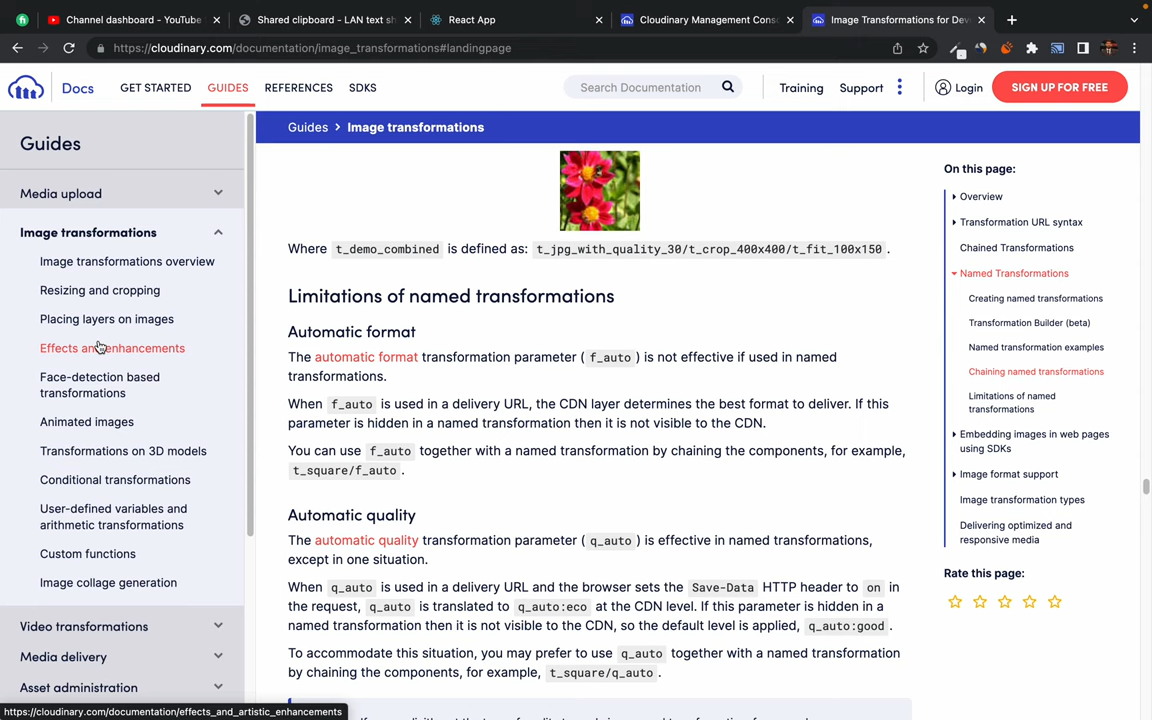 Channel dashboard - YouTube
Shared clipboard - LAN text sh
React App
Cloudinary Management Conso
Image Transformations for Dev
https://cloudinary.com/documentation/image_transformations#landingpage
Docs
GET STARTED
GUIDES
REFERENCES
SDKS
Search Documentation
Training
Support
Login
SIGN UP FOR FREE
Guides
Media upload
Image transformations
Image transformations overview
Resizing and cropping
Placing layers on images
Effects and enhancements
Face-detection based
transformations
Animated images
Transformations on 3D models
Conditional transformations
User-defined variables and
arithmetic transformations
Custom functions
Image collage generation
Video transformations
Media delivery
Asset administration
https://cloudinary.com/documentation/effects_and_artistic_enhancements
Guides > Image transformations
Where t_demo_combined is defined as: t_jpg_with_quality_30/t_crop_400x400/t_fit_100x150.
Limitations of named transformations
Automatic format
The automatic format transformation parameter ( f_auto ) is not effective if used in named
transformations.
When f_auto is used in a delivery URL, the CDN layer determines the best format to deliver. If this
parameter is hidden in a named transformation then it is not visible to the CDN.
You can use f_auto together with a named transformation by chaining the components, for example,
t_square/f_auto.
Automatic quality
The automatic quality transformation parameter ( q_auto ) is effective in named transformations,
except in one situation.
When q_auto is used in a delivery URL and the browser sets the Save-Data HTTP header to on in
the request, q_auto is translated to q_auto:eco at the CDN level. If this parameter is hidden in a
named transformation then it is not visible to the CDN, so the default level is applied, q_auto:good.
To accommodate this situation, you may prefer to use q_auto together with a named transformation
by chaining the components, for example, t_square/q_auto.
On this page:
Overview
Transformation URL syntax
Chained Transformations
Named Transformations
Creating named transformations
Transformation Builder (beta)
Named transformation examples
Chaining named transformations
Limitations of named
transformations
Embedding images in web pages
using SDKs
Image format support
Image transformation types
Delivering optimized and
responsive media
Rate this page: